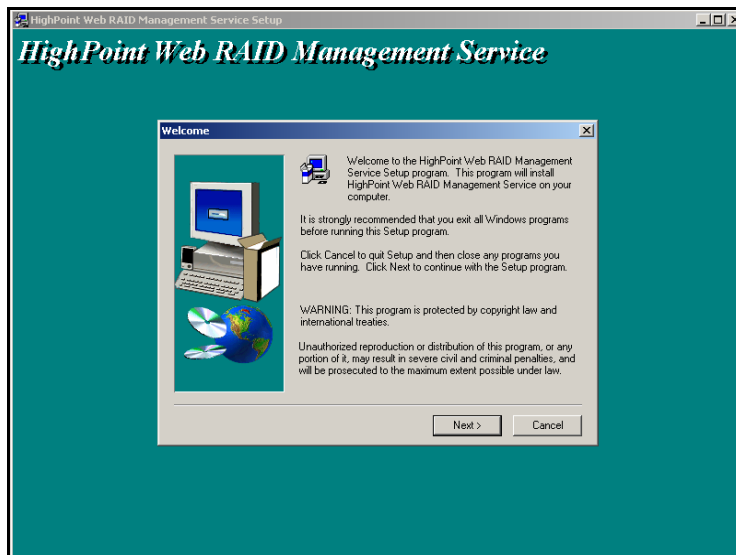 HighPoint Web RAID Management Service Setup
HighPoint Web RAID Management Service
Welcome
Welcome to the HighPoint Web RAID Management
Service Setup program. This program will install
HighPoint Web RAID Management Service on your
computer.
It is strongly recommended that you exit all Windows programs
before running this Setup program.
Click Cancel to quit Setup and then close any programs you
have running. Click Next to continue with the Setup program.
WARNING: This program is protected by copyright law and
international treaties.
Unauthorized reproduction or distribution of this program, or any
portion of it, may result in severe civil and criminal penalties, and
will be prosecuted to the maximum extent possible under law.
Next >
Cancel